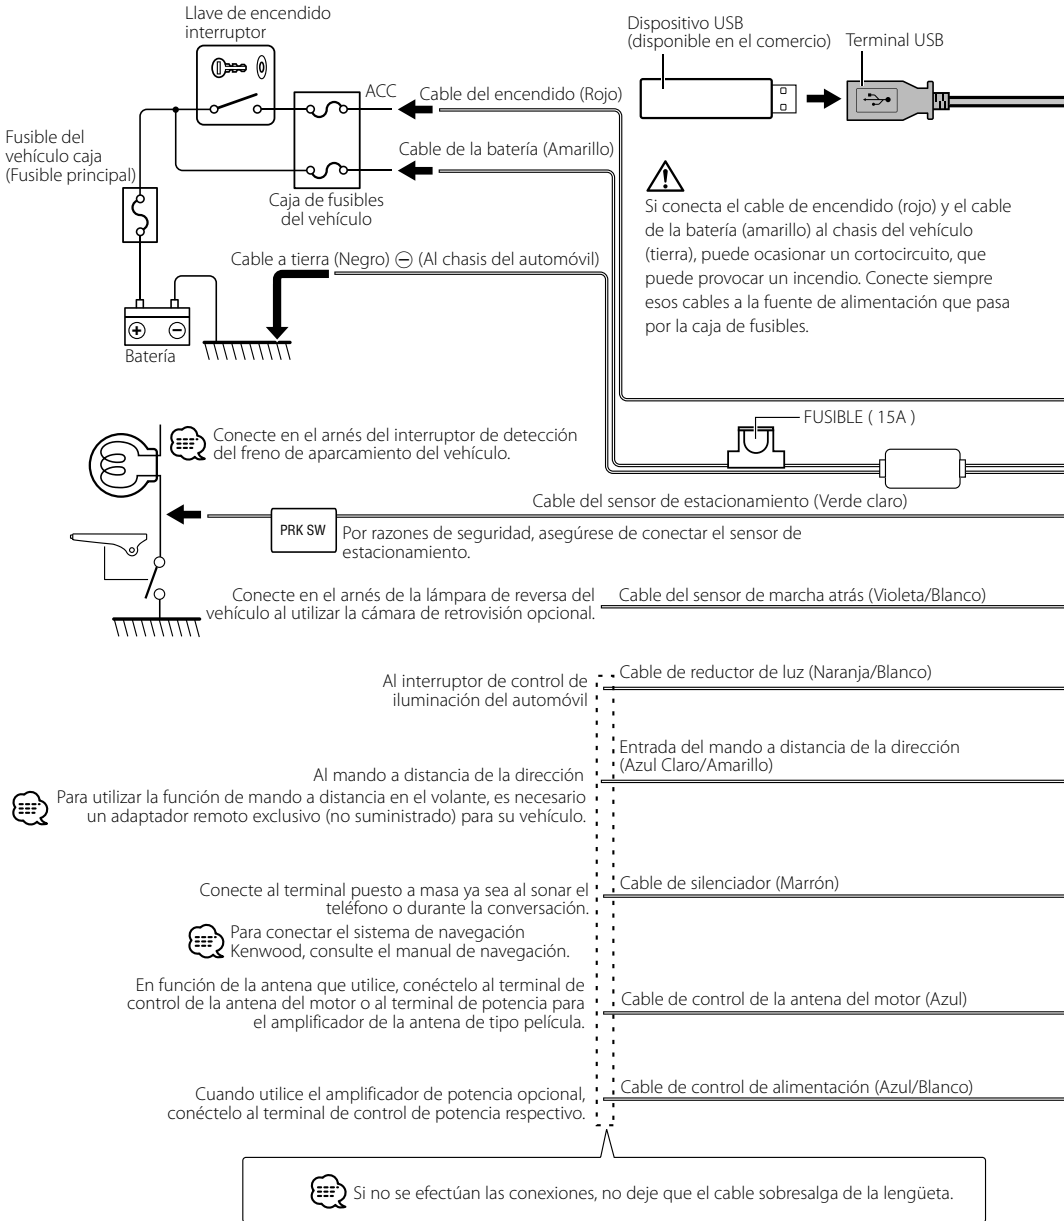 Llave de encendido
interruptor
Dispositivo USB
(disponible en el comercio)
Terminal USB
ACC
Cable del encendido (Rojo)
Fusible del
vehículo caja
(Fusible principal)
Cable de la batería (Amarillo)
Caja de fusibles
del vehículo
Si conecta el cable de encendido (rojo) y el cable
de la batería (amarillo) al chasis del vehículo
(tierra), puede ocasionar un cortocircuito, que
puede provocar un incendio. Conecte siempre
esos cables a la fuente de alimentación que pasa
por la caja de fusibles.
Cable a tierra (Negro) ⊖ (Al chasis del automóvil)
Batería
FUSIBLE ( 15A )
Conecte en el arnés del interruptor de detección
del freno de aparcamiento del vehículo.
Cable del sensor de estacionamiento (Verde claro)
PRK SW
Por razones de seguridad, asegúrese de conectar el sensor de
estacionamiento.
Conecte en el arnés de la lámpara de reversa del
vehículo al utilizar la cámara de retrovisión opcional.
Cable del sensor de marcha atrás (Violeta/Blanco)
Al interruptor de control de
iluminación del automóvil
Cable de reductor de luz (Naranja/Blanco)
Entrada del mando a distancia de la dirección
(Azul Claro/Amarillo)
Al mando a distancia de la dirección
Para utilizar la función de mando a distancia en el volante, es necesario
un adaptador remoto exclusivo (no suministrado) para su vehículo.
Cable de silenciador (Marrón)
Conecte al terminal puesto a masa ya sea al sonar el
teléfono o durante la conversación.
Para conectar el sistema de navegación
Kenwood, consulte el manual de navegación.
En función de la antena que utilice, conéctelo al terminal de
control de la antena del motor o al terminal de potencia para
el amplificador de la antena de tipo película.
Cable de control de la antena del motor (Azul)
Cuando utilice el amplificador de potencia opcional,
conéctelo al terminal de control de potencia respectivo.
Cable de control de alimentación (Azul/Blanco)
Si no se efectúan las conexiones, no deje que el cable sobresalga de la lengüeta.